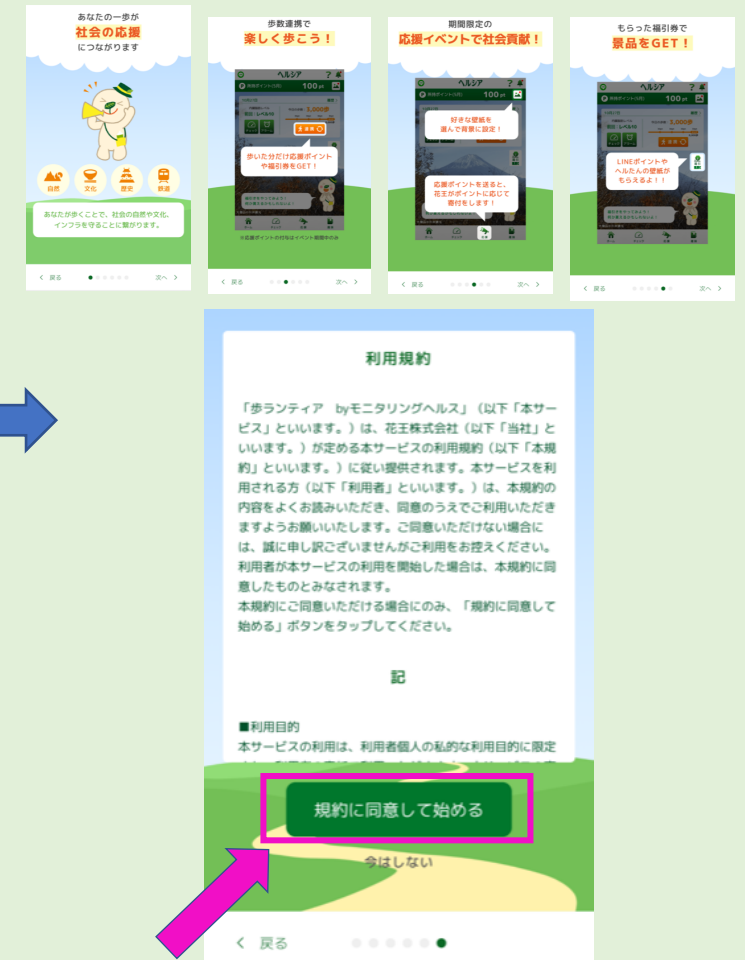 あなたの一歩が
社会の応援
につながります
自然
文化
歴史
鉄道
あなたが歩くことで、社会の自然や文化、
インフラを守ることに繋がります。
< 戻る
次へ >
歩数連携で
楽しく歩こう！
ヘルシア ?
100 pt
歩いた分だけ応援ポイント
や福引券をGET！
※応援ポイントの付与はイベント期間中のみ
< 戻る
次へ >
期間限定の
応援イベントで社会貢献！
ヘルシア ?
100 pt
好きな壁紙を
選んで背景に設定！
応援ポイントを送ると、
花王がポイントに応じて
寄付をします！
< 戻る
次へ >
もらった福引券で
景品をGET！
ヘルシア ?
100 pt
LINEポイントや
ヘルたんの壁紙が
もらえるよ！！
< 戻る
次へ >
利用規約
「歩ランティア byモニタリングヘルス」（以下「本サー
ビス」といいます。）は、花王株式会社（以下「当社」と
いいます。）が定める本サービスの利用規約（以下「本規
約」といいます。）に従い提供されます。本サービスを利
用される方（以下「利用者」といいます。）は、本規約の
内容をよくお読みいただき、同意のうえでご利用いただき
ますようお願いいたします。ご同意いただけない場合に
は、誠に申し訳ございませんがご利用をお控えください。
利用者が本サービスの利用を開始した場合は、本規約に同
意したものとみなされます。
本規約にご同意いただける場合にのみ、「規約に同意して
始める」ボタンをタップしてください。
記
■利用目的
本サービスの利用は、利用者個人の私的な利用目的に限定
規約に同意して始める
今はしない
< 戻る